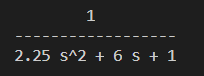 1
------------------
2.25 s^2 + 6 s + 1